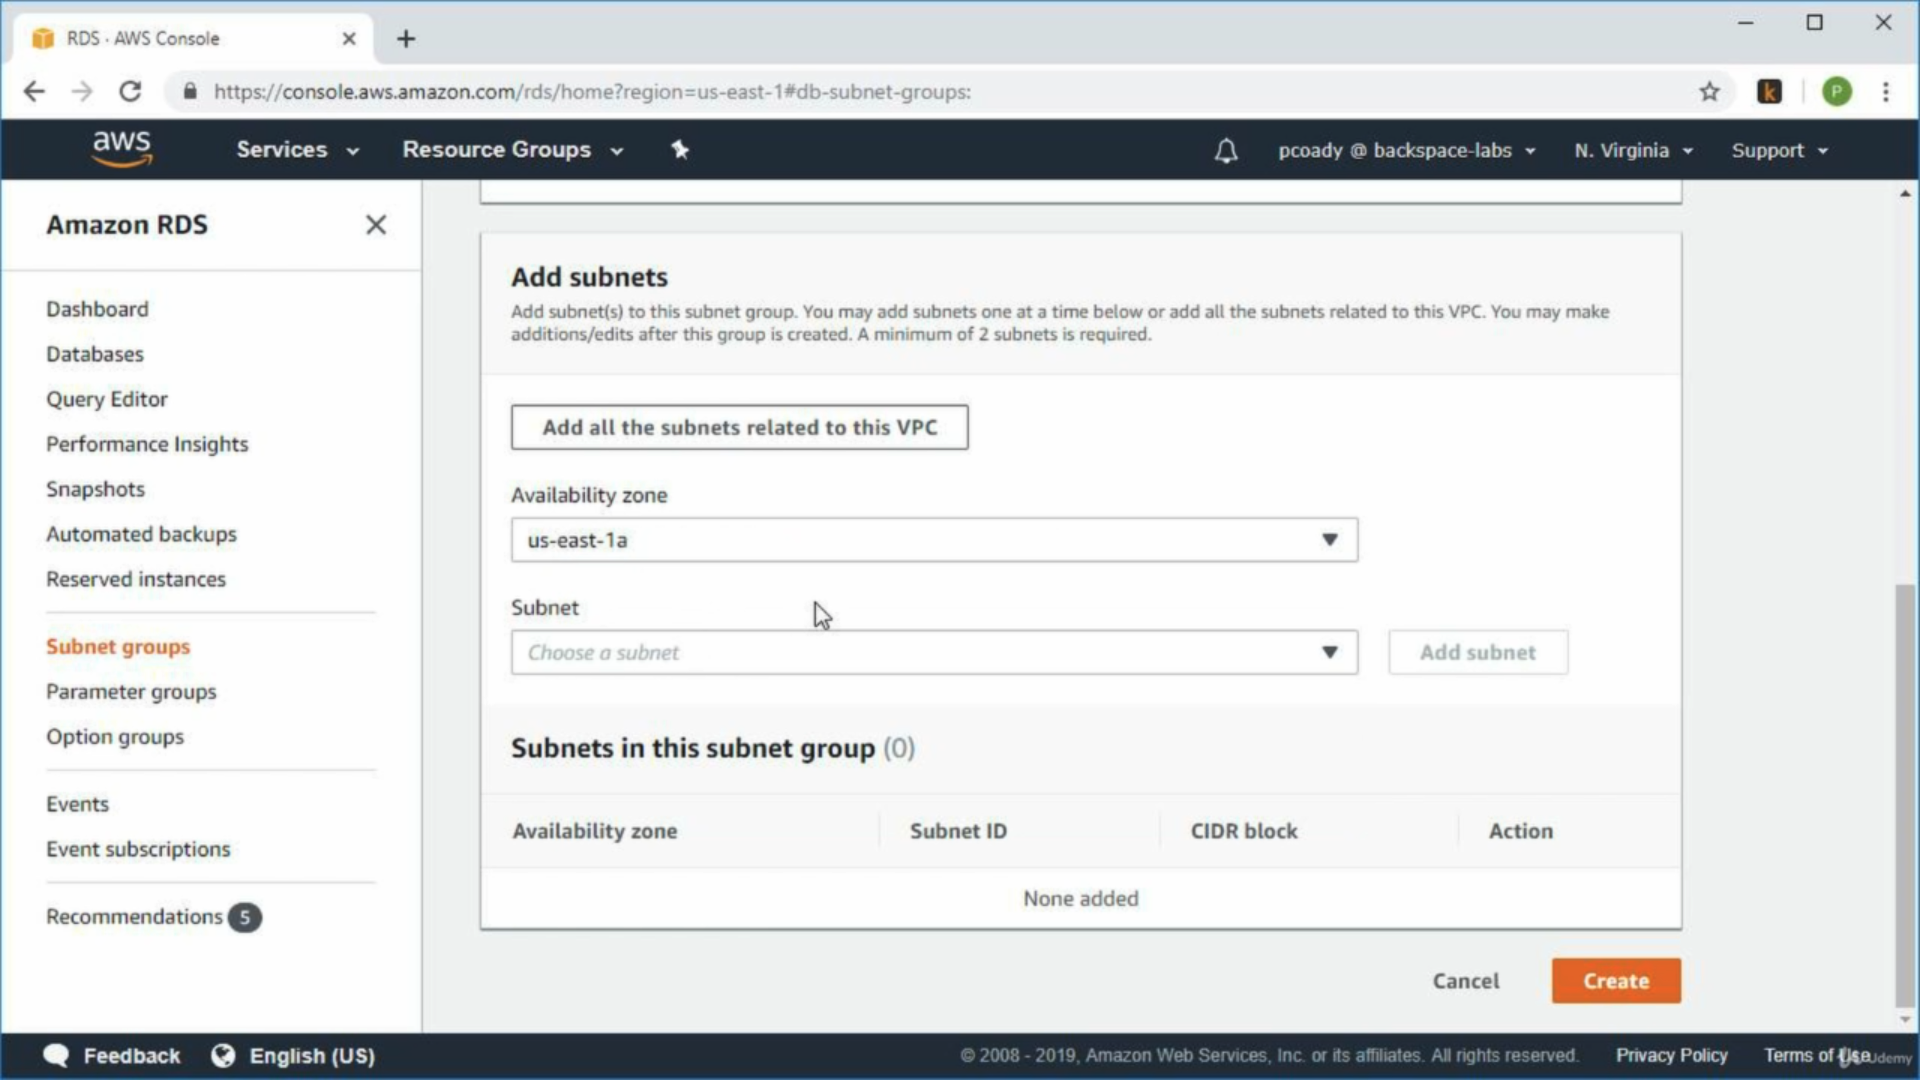 RDS · AWS Console
https://console.aws.amazon.com/rds/home?region=us-east-1#db-subnet-groups:
k
P
aws
Services
Resource Groups
pcoady @ backspace-labs
N. Virginia
Support
Amazon RDS
Dashboard
Databases
Query Editor
Performance Insights
Snapshots
Automated backups
Reserved instances
Subnet groups
Parameter groups
Option groups
Events
Event subscriptions
Recommendations 5
Add subnets
Add subnet(s) to this subnet group. You may add subnets one at a time below or add all the subnets related to this VPC. You may make
additions/edits after this group is created. A minimum of 2 subnets is required.
Add all the subnets related to this VPC
Availability zone
us-east-1a
Subnet
Choose a subnet
Add subnet
Subnets in this subnet group (0)
Availability zone Subnet ID CIDR block Action
None added
Cancel
Create
Feedback
English (US)
© 2008 - 2019, Amazon Web Services, Inc. or its affiliates. All rights reserved.
Privacy Policy
Terms of Use
Udemy